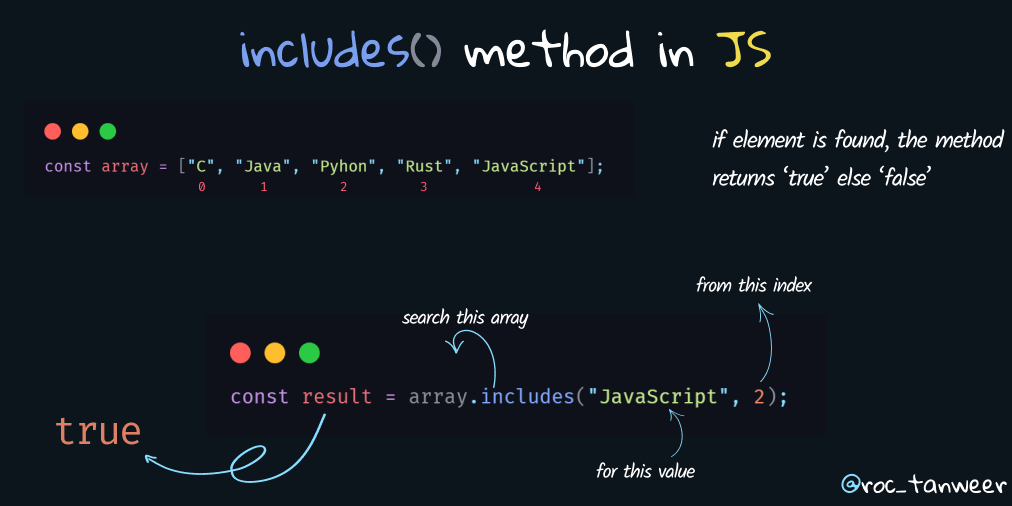 includes() method in JS
const array = ["C", "Java", "Pyhon", "Rust", "JavaScript"];
0 1 2 3 4
if element is found, the method
returns ‘true’ else ‘false’
from this index
search this array
const result = array.includes("JavaScript", 2);
true
for this value
@roc_tanweer